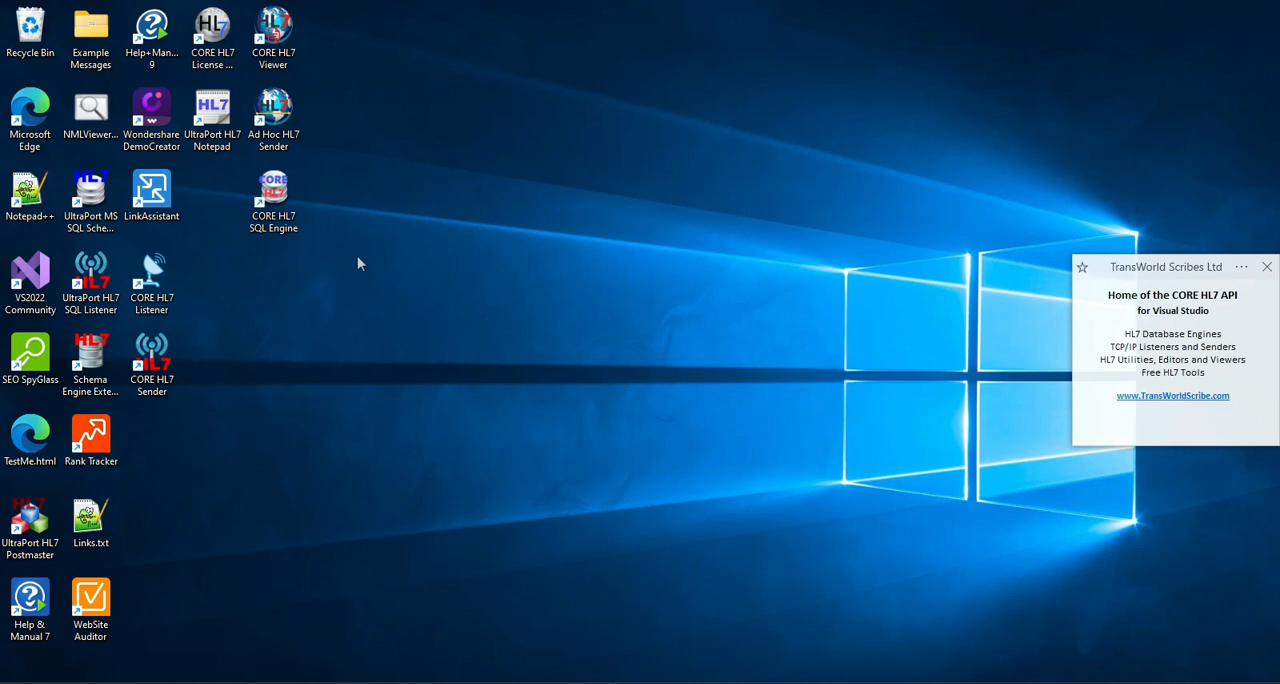 Recycle Bin
Example
Messages
Help+Man...
9
CORE HL7
License ...
CORE HL7
Viewer
Microsoft
Edge
NMLViewer...
Wondershare
DemoCreator
HL7
UltraPort HL7
Notepad
Ad Hoc HL7
Sender
Notepad++
UltraPort MS
SQL Sche...
LinkAssistant
CORE HL7
SQL Engine
VS2022
Community
UltraPort HL7
SQL Listener
CORE HL7
Listener
SEO SpyGlass
Schema
Engine Exte...
CORE HL7
Sender
TestMe.html
Rank Tracker
UltraPort HL7
Postmaster
Links.txt
Help &
Manual 7
WebSite
Auditor
TransWorld Scribes Ltd
Home of the CORE HL7 API
for Visual Studio
HL7 Database Engines
TCP/IP Listeners and Senders
HL7 Utilities, Editors and Viewers
Free HL7 Tools
www.TransWorldScribe.com